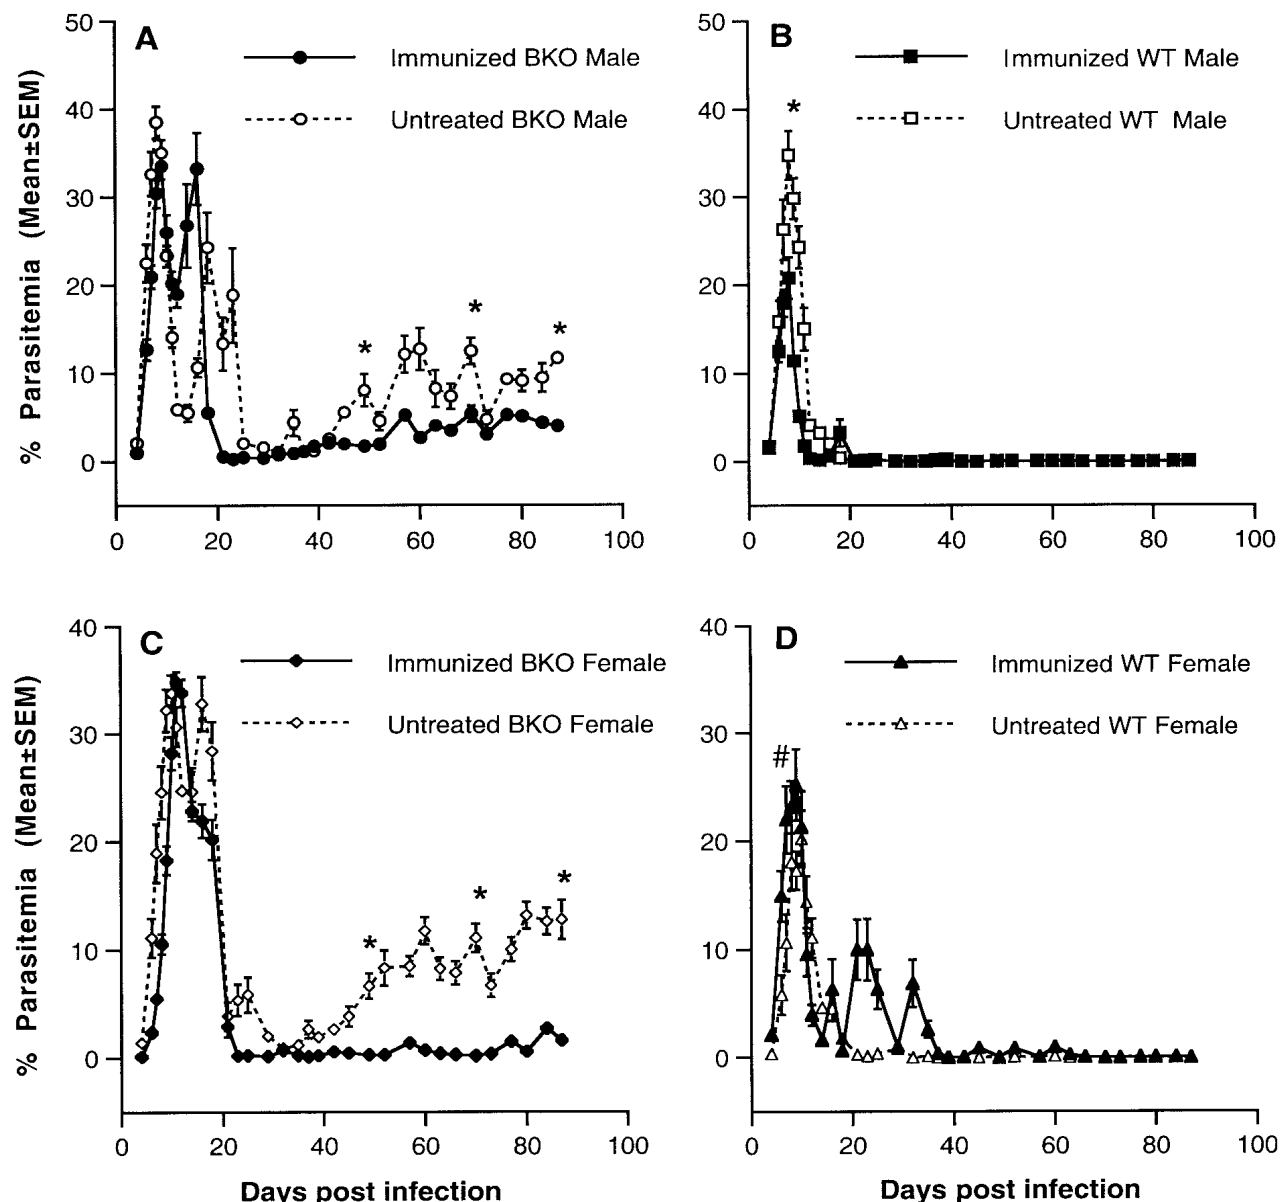 A
B
Immunized BKO Male
Untreated BKO Male
Immunized WT Male
Untreated WT Male
% Parasitemia (Mean±SEM)
50
40
30
20
10
0
0 20 40 60 80 100
* * *
50
40
30
20
10
0
0 20 40 60 80 100
*
C
D
Immunized BKO Female
Untreated BKO Female
Immunized WT Female
Untreated WT Female
% Parasitemia (Mean±SEM)
40
30
20
10
0
0 20 40 60 80 100
* * *
Days post infection
40
30
20
10
0
0 20 40 60 80 100
#
Days post infection